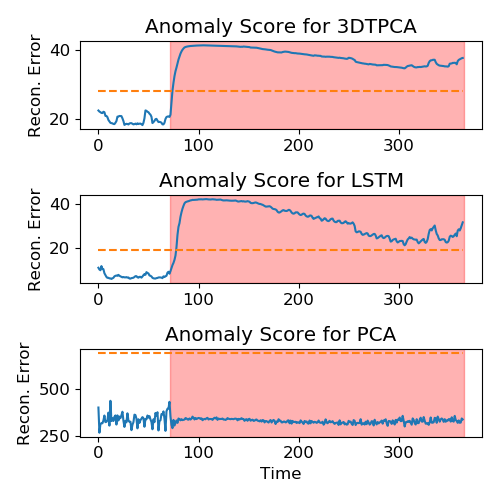 Anomaly Score for 3DTPCA
Recon. Error
40
20
0
100
200
300
Anomaly Score for LSTM
Recon. Error
40
20
0
100
200
300
Anomaly Score for PCA
Recon. Error
500
250
0
100
200
300
Time